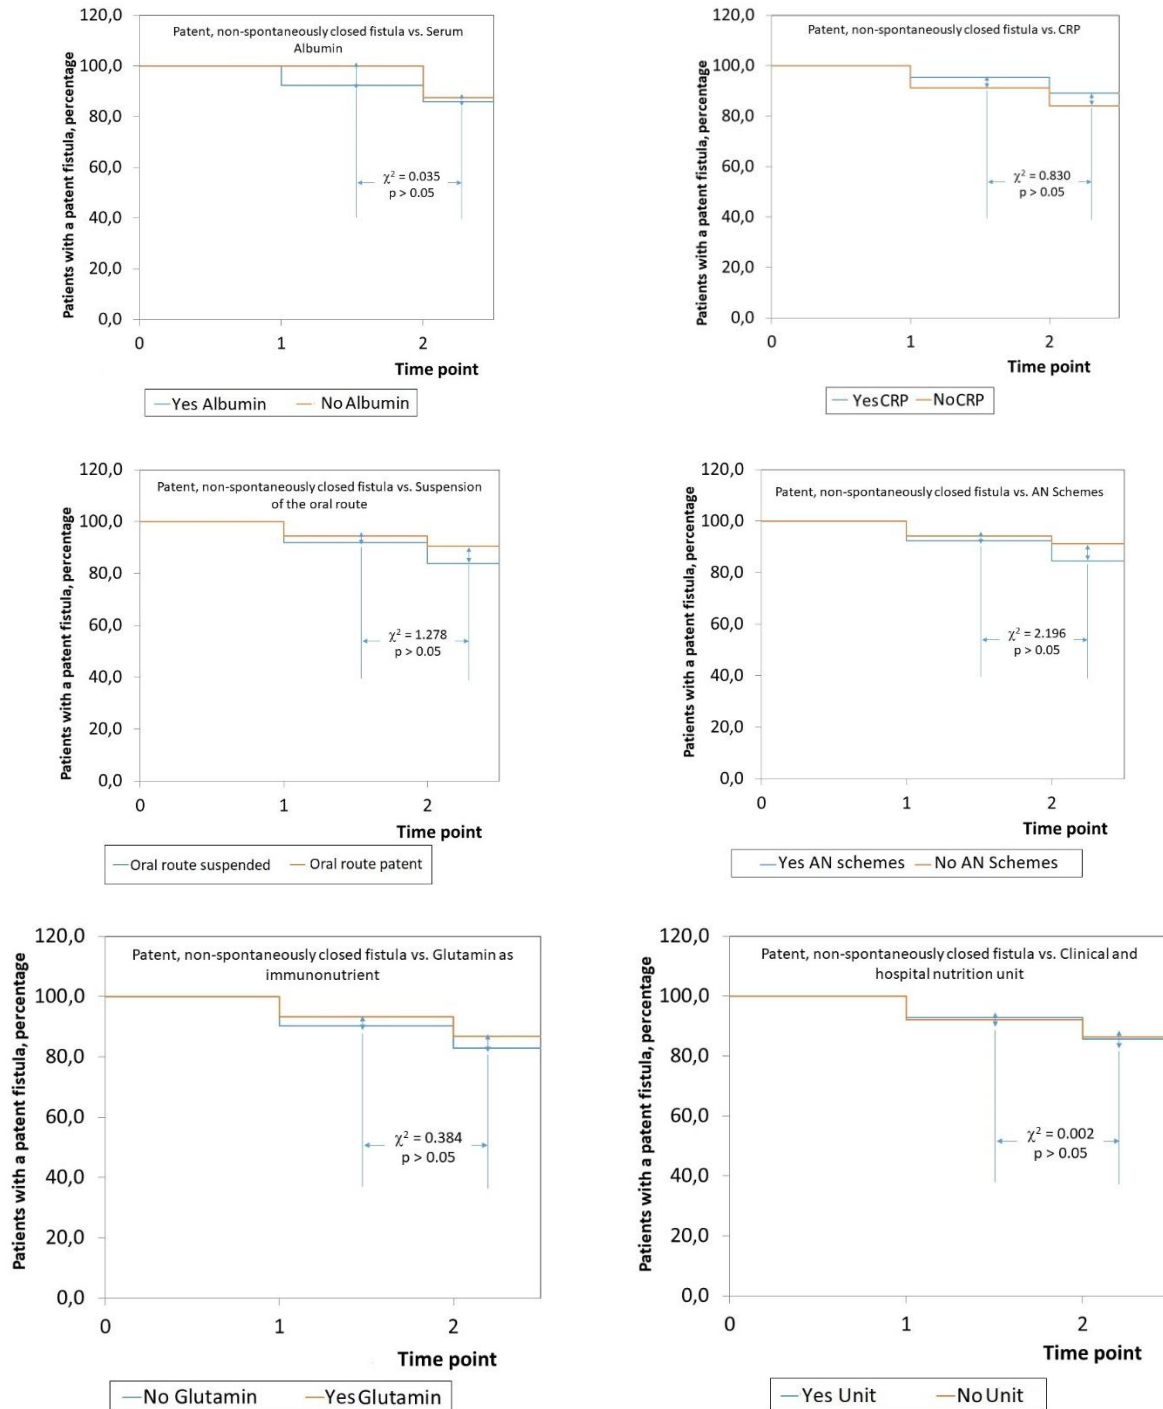 Patent, non-spontaneously closed fistula vs. Serum
Albumin
Patients with a patent fistula, percentage
120,0
100,0
80,0
60,0
40,0
20,0
0,0
χ² = 0.035
p > 0.05
0 1 2
Time point
Yes Albumin No Albumin
Patent, non-spontaneously closed fistula vs. CRP
Patients with a patent fistula, percentage
120,0
100,0
80,0
60,0
40,0
20,0
0,0
χ² = 0.830
p > 0.05
0 1 2
Time point
Yes CRP No CRP
Patent, non-spontaneously closed fistula vs. Suspension
of the oral route
Patients with a patent fistula, percentage
120,0
100,0
80,0
60,0
40,0
20,0
0,0
χ² = 1.278
p > 0.05
0 1 2
Time point
Oral route suspended Oral route patent
Patent, non-spontaneously closed fistula vs. AN Schemes
Patients with a patent fistula, percentage
120,0
100,0
80,0
60,0
40,0
20,0
0,0
χ² = 2.196
p > 0.05
0 1 2
Time point
Yes AN schemes No AN Schemes
Patent, non-spontaneously closed fistula vs. Glutamin as
immunonutrient
Patients with a patent fistula, percentage
120,0
100,0
80,0
60,0
40,0
20,0
0,0
χ² = 0.384
p > 0.05
0 1 2
Time point
No Glutamin Yes Glutamin
Patent, non-spontaneously closed fistula vs. Clinical and
hospital nutrition unit
Patients with a patent fistula, percentage
120,0
100,0
80,0
60,0
40,0
20,0
0,0
χ² = 0.002
p > 0.05
0 1 2
Time point
Yes Unit No Unit